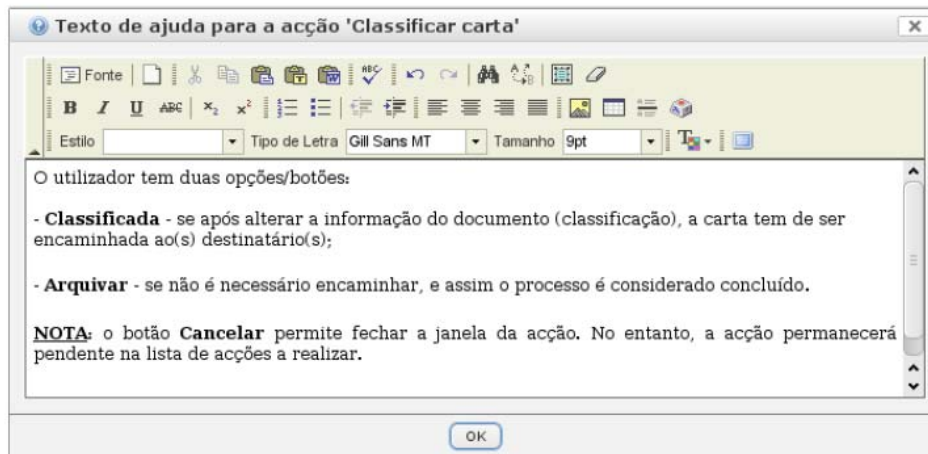 Texto de ajuda para a acção 'Classificar carta'
Fonte
B I U ABC x₂ x²
Estilo Tipo de Letra Gill Sans MT Tamanho 9pt
O utilizador tem duas opções/botões:
- Classificada - se após alterar a informação do documento (classificação), a carta tem de ser
encaminhada ao(s) destinatário(s);
- Arquivar - se não é necessário encaminhar, e assim o processo é considerado concluído.
NOTA: o botão Cancelar permite fechar a janela da acção. No entanto, a acção permanecerá
pendente na lista de acções a realizar.
OK